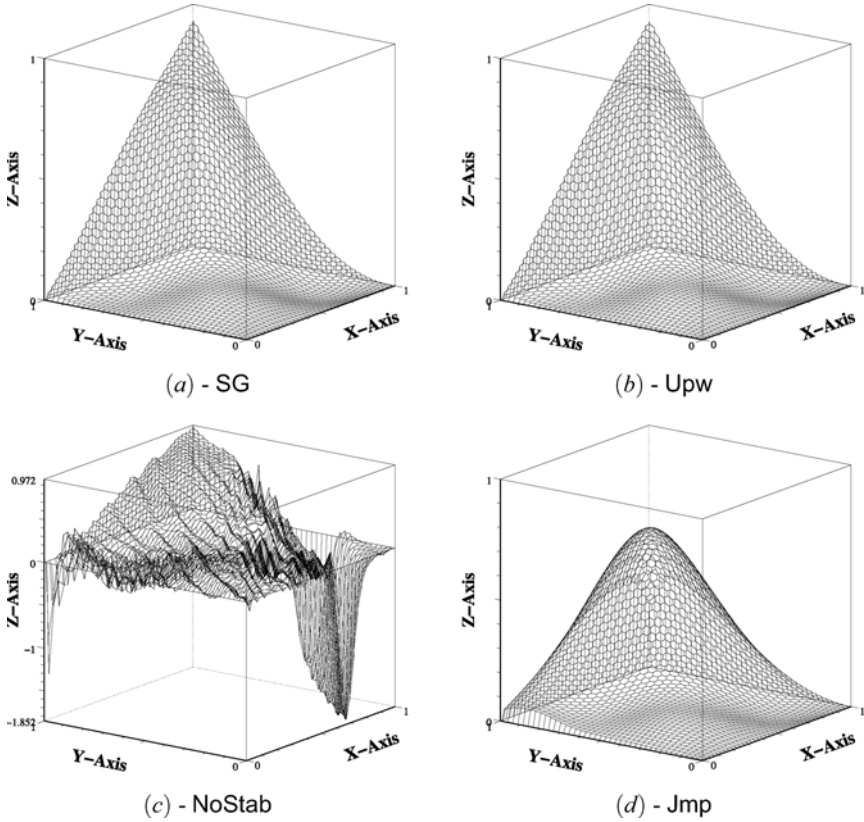 1
Z-Axis
0
1
Y-Axis
0
0
X-Axis
1
(a) - SG
1
Z-Axis
0
1
Y-Axis
0
0
X-Axis
1
(b) - Upw
0.972
0
Z-Axis
-1
-1.852
1
Y-Axis
0
0
X-Axis
1
(c) - NoStab
1
Z-Axis
0
1
Y-Axis
0
0
X-Axis
1
(d) - Jmp